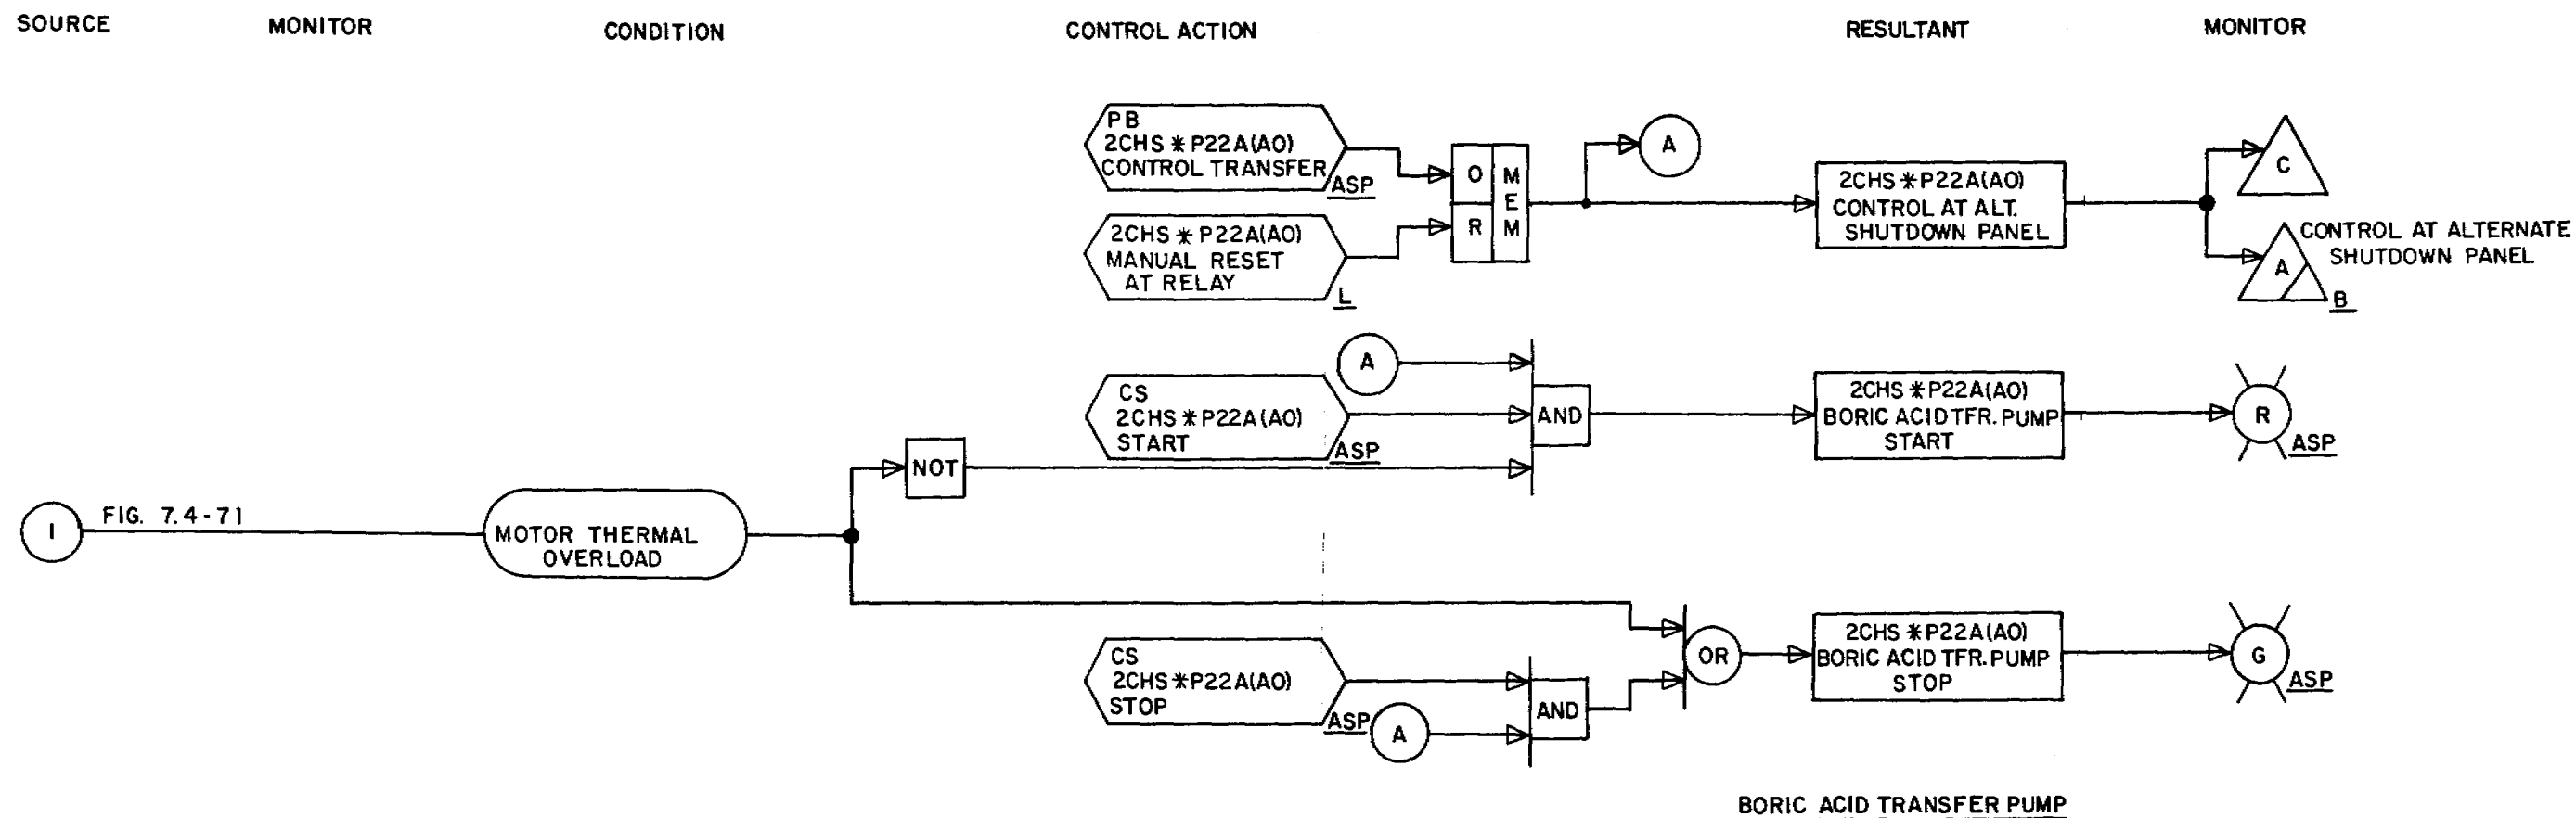 SOURCE
MONITOR
CONDITION
CONTROL ACTION
RESULTANT
MONITOR
PB
2CHS*P22A(AO)
CONTROL TRANSFER
ASP
2CHS*P22A(AO)
MANUAL RESET
AT RELAY
L
O
R
M
E
M
A
2CHS*P22A(AO)
CONTROL AT ALT.
SHUTDOWN PANEL
C
A
B
CONTROL AT ALTERNATE
SHUTDOWN PANEL
A
CS
2CHS*P22A(AO)
START
ASP
AND
2CHS*P22A(AO)
BORIC ACID TFR. PUMP
START
R
ASP
NOT
I
FIG. 7.4-71
MOTOR THERMAL
OVERLOAD
CS
2CHS*P22A(AO)
STOP
ASP
A
AND
OR
2CHS*P22A(AO)
BORIC ACID TFR. PUMP
STOP
G
ASP
BORIC ACID TRANSFER PUMP